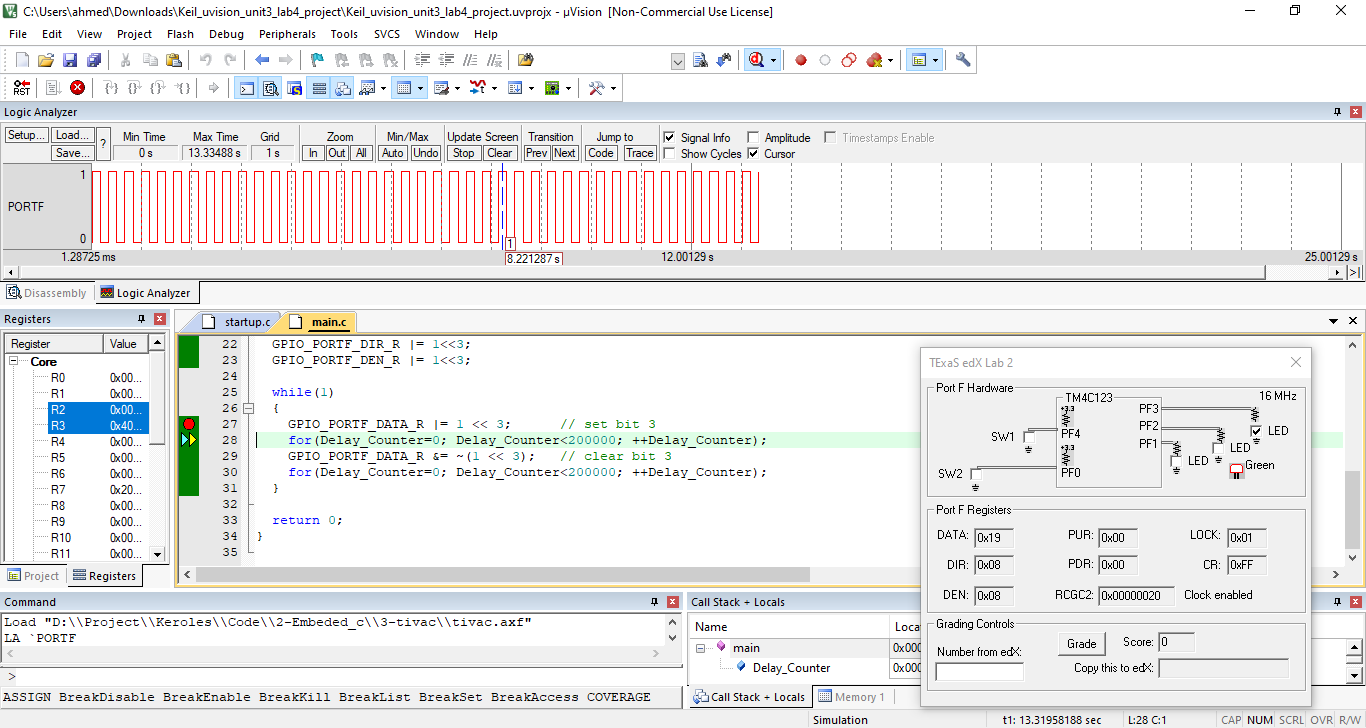 C:\Users\ahmed\Downloads\Keil_uvision_unit3_lab4_project\Keil_uvision_unit3_lab4_project.uvprojx - µVision [Non-Commercial Use License]
File Edit View Project Flash Debug Peripherals Tools SVCS Window Help
RST
Logic Analyzer
Setup... Load... ? Min Time Max Time Grid Zoom Min/Max Update Screen Transition Jump to Signal Info Amplitude Timestamps Enable
Save... 0 s 13.33488 s 1 s In Out All Auto Undo Stop Clear Prev Next Code Trace Show Cycles Cursor
1
PORTF
0
1
1.28725 ms 8.221287 s 12.00129 s 25.00129 s
Disassembly Logic Analyzer
Registers
Register Value
Core
R0 0x00...
R1 0x00...
R2 0x00...
R3 0x40...
R4 0x00...
R5 0x00...
R6 0x00...
R7 0x20...
R8 0x00...
R9 0x00...
R10 0x00...
R11 0x00...
Project Registers
startup.c main.c
22 GPIO_PORTF_DIR_R |= 1<<3;
23 GPIO_PORTF_DEN_R |= 1<<3;
24
25 while(1)
26 {
27 GPIO_PORTF_DATA_R |= 1 << 3; // set bit 3
28 for(Delay_Counter=0; Delay_Counter<200000; ++Delay_Counter);
29 GPIO_PORTF_DATA_R &= ~(1 << 3); // clear bit 3
30 for(Delay_Counter=0; Delay_Counter<200000; ++Delay_Counter);
31 }
32
33 return 0;
34 }
35
TExaS edX Lab 2
Port F Hardware
TM4C123 16 MHz
+3.3 PF3
PF2 LED
SW1 PF4 PF1
+3.3 LED
LED
SW2 PF0 Green
Port F Registers
DATA: 0x19 PUR: 0x00 LOCK: 0x01
DIR: 0x08 PDR: 0x00 CR: 0xFF
DEN: 0x08 RCGC2: 0x00000020 Clock enabled
Grading Controls
Number from edX: Grade Score: 0
Copy this to edX:
Command
Load "D:\\Project\\Keroles\\Code\\2-Embeded_c\\3-tivac\\tivac.axf"
LA `PORTF
>
ASSIGN BreakDisable BreakEnable BreakKill BreakList BreakSet BreakAccess COVERAGE
Call Stack + Locals
Name Loca
main 0x000
Delay_Counter 0x000
Call Stack + Locals Memory 1
Simulation t1: 13.31958188 sec L:28 C:1 CAP NUM SCRL OVR R/W